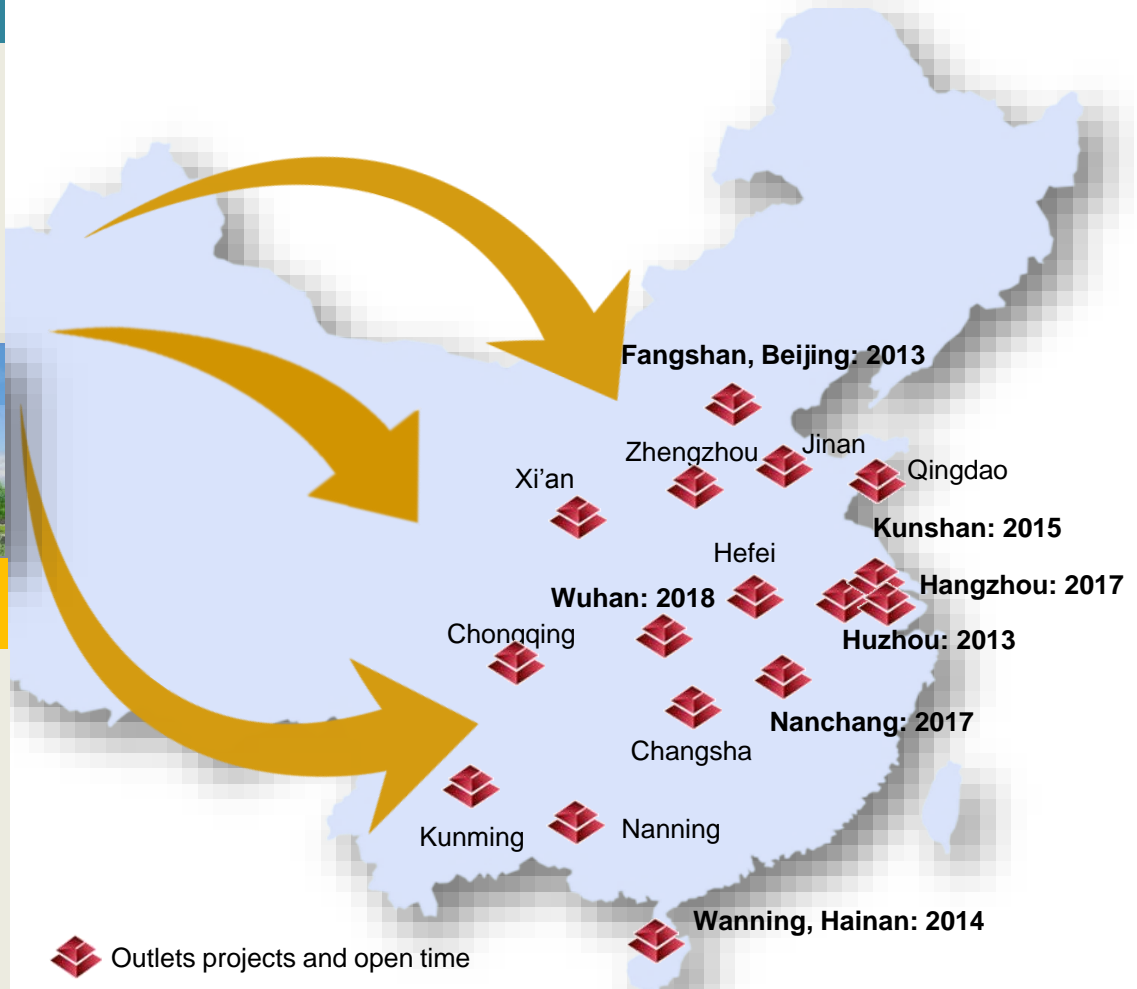 Fangshan, Beijing: 2013
Jinan
Zhengzhou
Qingdao
Xi’an
Kunshan: 2015
Hefei
Hangzhou: 2017
Wuhan: 2018
Chongqing
Huzhou: 2013
Nanchang: 2017
Changsha
Nanning
Kunming
Wanning, Hainan: 2014
Outlets projects and open time